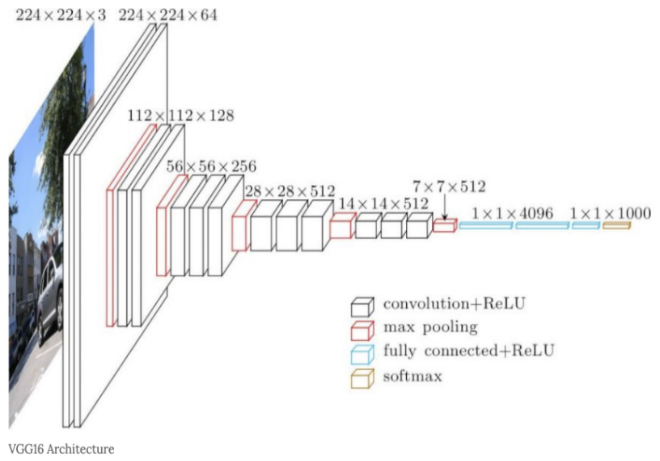 224×224×3 224×224×64
112×112×128
56×56×256
28×28×512
14×14×512
7×7×512
1×1×4096 1×1×1000
convolution+ReLU
max pooling
fully connected+ReLU
softmax
VGG16 Architecture